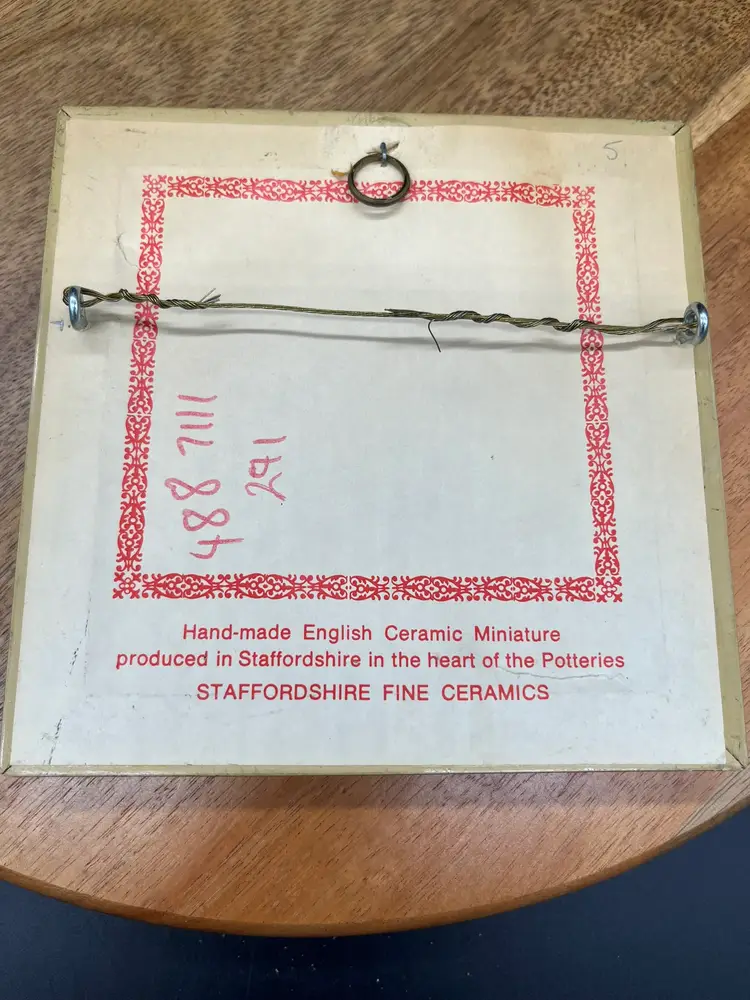 5
488 7111
291
Hand-made English Ceramic Miniature
produced in Staffordshire in the heart of the Potteries
STAFFORDSHIRE FINE CERAMICS